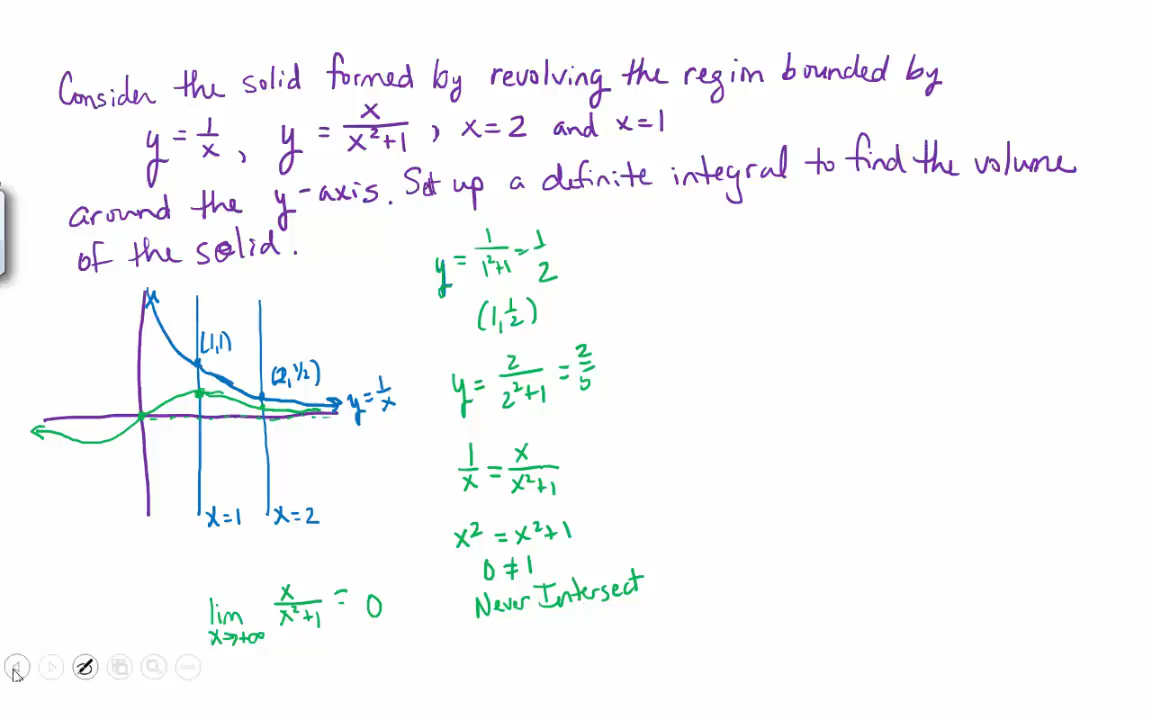 Consider the solid formed by revolving the region bounded by
y = 1/x, y = x/(x²+1), x=2 and x=1
around the y-axis. Set up a definite integral to find the volume
of the solid.
y = 1/(1²+1) = 1/2
(1, 1/2)
y = 2/(2²+1) = 2/5
1/x = x/(x²+1)
x² = x²+1
0 ≠ 1
Never Intersect
(1,1)
(2, 1/2)
y = 1/x
x=1
x=2
lim x→+∞ x/(x²+1) = 0